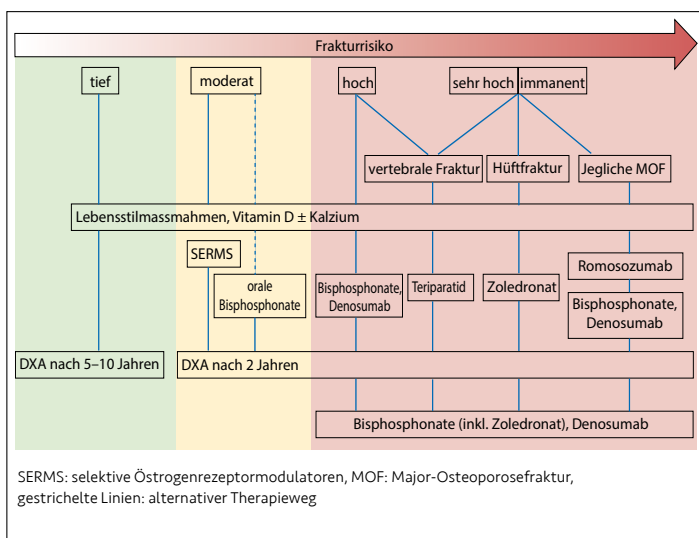 Frakturrisiko
tief
moderat
hoch
sehr hoch
immanent
vertebrale Fraktur
Hüftfraktur
Jegliche MOF
Lebensstilmassmahmen, Vitamin D ± Kalzium
SERMS
orale
Bisphosphonate
Bisphosphonate,
Denosumab
Teriparatid
Zoledronat
Romosozumab
Bisphosphonate,
Denosumab
DXA nach 5–10 Jahren
DXA nach 2 Jahren
Bisphosphonate (inkl. Zoledronat), Denosumab
SERMS: selektive Östrogenrezeptormodulatoren, MOF: Major-Osteoporosefraktur,
gestrichelte Linien: alternativer Therapieweg